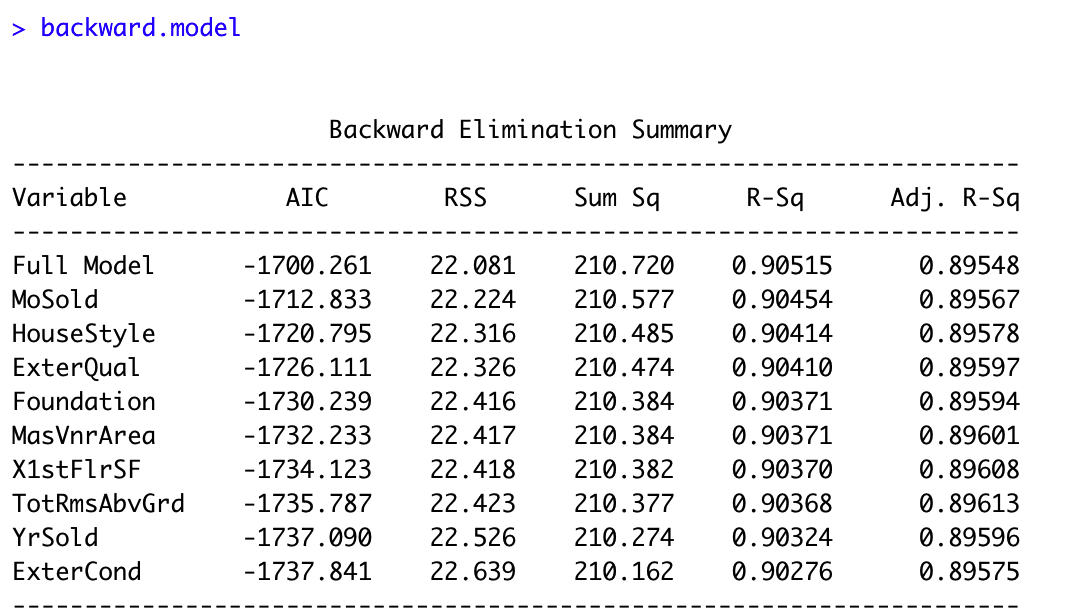 > backward.model
Backward Elimination Summary
---------------------------------------------------------------------------
Variable AIC RSS Sum Sq R-Sq Adj. R-Sq
---------------------------------------------------------------------------
Full Model -1700.261 22.081 210.720 0.90515 0.89548
MoSold -1712.833 22.224 210.577 0.90454 0.89567
HouseStyle -1720.795 22.316 210.485 0.90414 0.89578
ExterQual -1726.111 22.326 210.474 0.90410 0.89597
Foundation -1730.239 22.416 210.384 0.90371 0.89594
MasVnrArea -1732.233 22.417 210.384 0.90371 0.89601
X1stFlrSF -1734.123 22.418 210.382 0.90370 0.89608
TotRmsAbvGrd -1735.787 22.423 210.377 0.90368 0.89613
YrSold -1737.090 22.526 210.274 0.90324 0.89596
ExterCond -1737.841 22.639 210.162 0.90276 0.89575
---------------------------------------------------------------------------